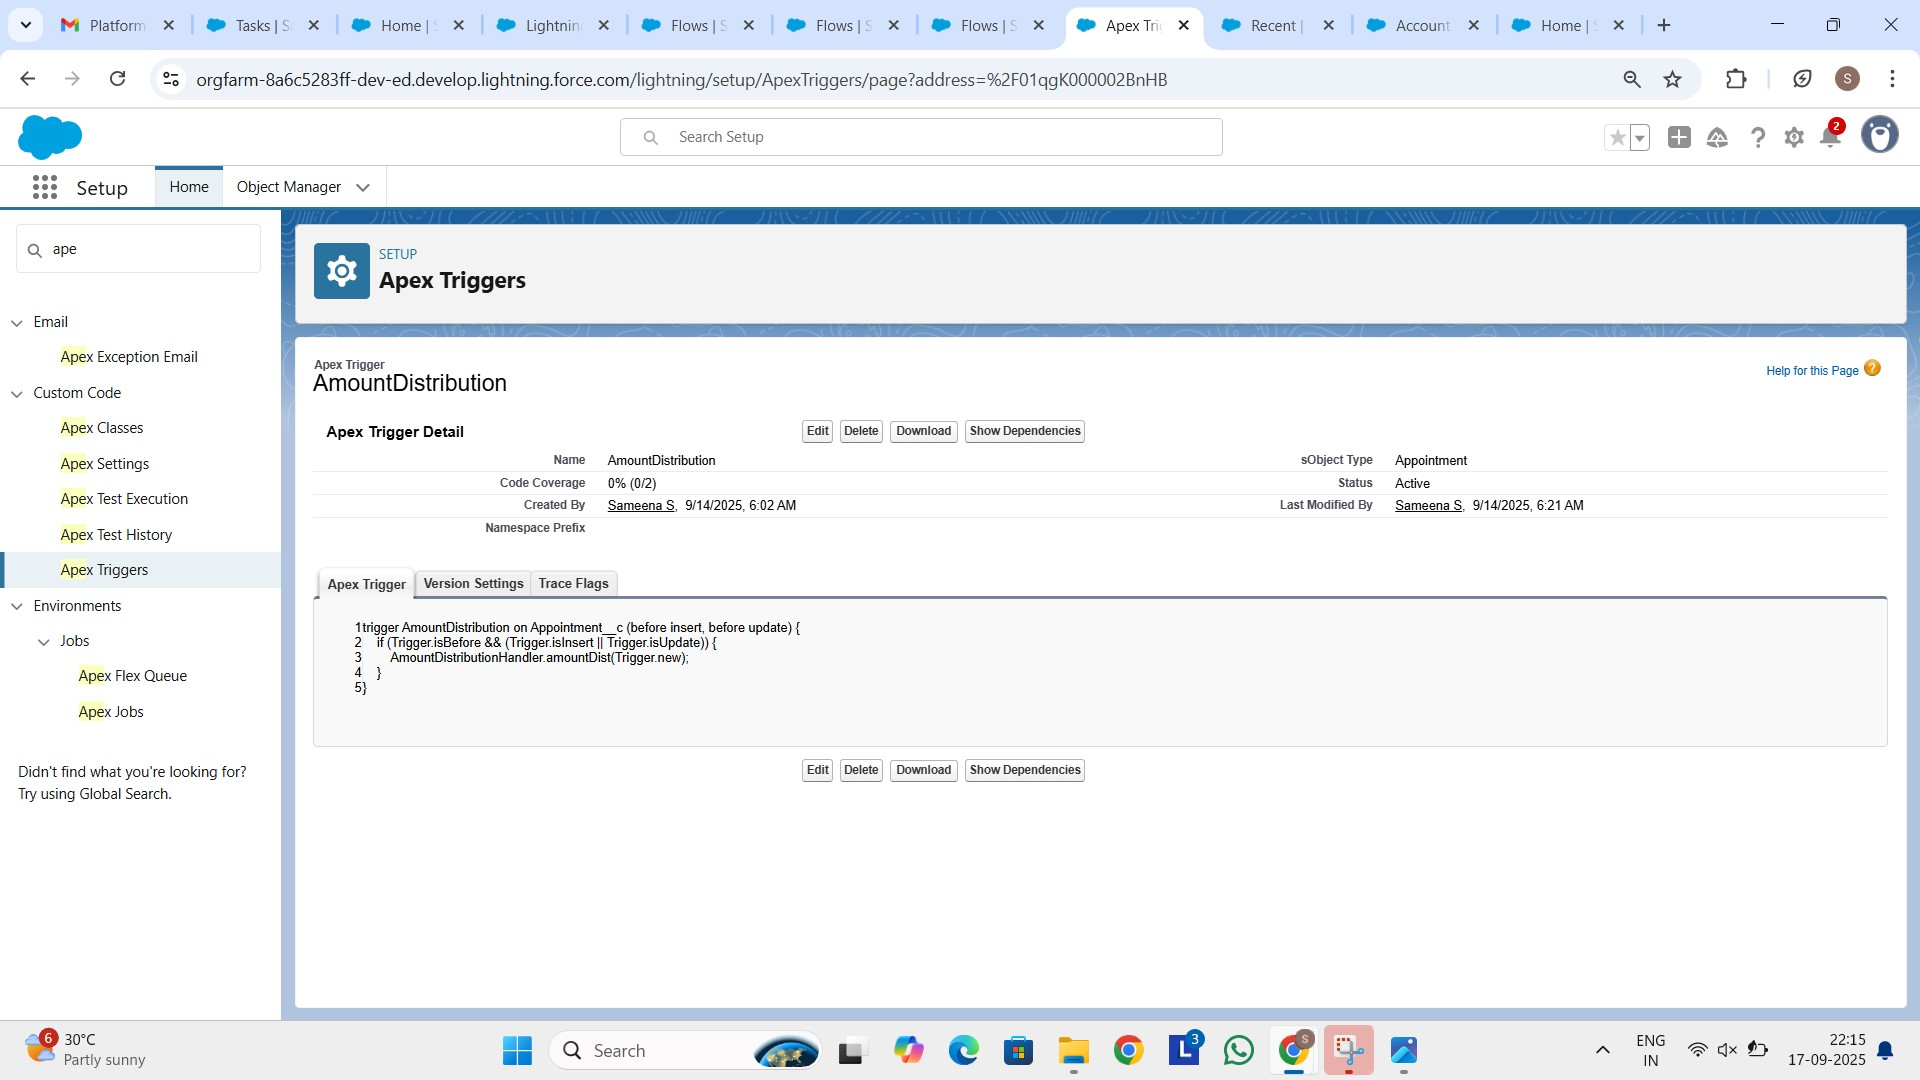 Platform
Tasks | S
Home | S
Lightnin
Flows | S
Flows | S
Flows | S
Apex Trig
Recent |
Account
Home | S
orgfarm-8a6c5283ff-dev-ed.develop.lightning.force.com/lightning/setup/ApexTriggers/page?address=%2F01qgK000002BnHB
S
Search Setup
2
Setup
Home
Object Manager
ape
Email
Apex Exception Email
Custom Code
Apex Classes
Apex Settings
Apex Test Execution
Apex Test History
Apex Triggers
Environments
Jobs
Apex Flex Queue
Apex Jobs
Didn't find what you're looking for?
Try using Global Search.
SETUP
Apex Triggers
Apex Trigger
AmountDistribution
Help for this Page ?
Apex Trigger Detail
Edit Delete Download Show Dependencies
Name AmountDistribution sObject Type Appointment
Code Coverage 0% (0/2) Status Active
Created By Sameena S, 9/14/2025, 6:02 AM Last Modified By Sameena S, 9/14/2025, 6:21 AM
Namespace Prefix
Apex Trigger Version Settings Trace Flags
1trigger AmountDistribution on Appointment__c (before insert, before update) {
2 if (Trigger.isBefore && (Trigger.isInsert || Trigger.isUpdate)) {
3 AmountDistributionHandler.amountDist(Trigger.new);
4 }
5}
Edit Delete Download Show Dependencies
6
30°C
Partly sunny
Search
L
3
S
ENG
IN
22:15
17-09-2025